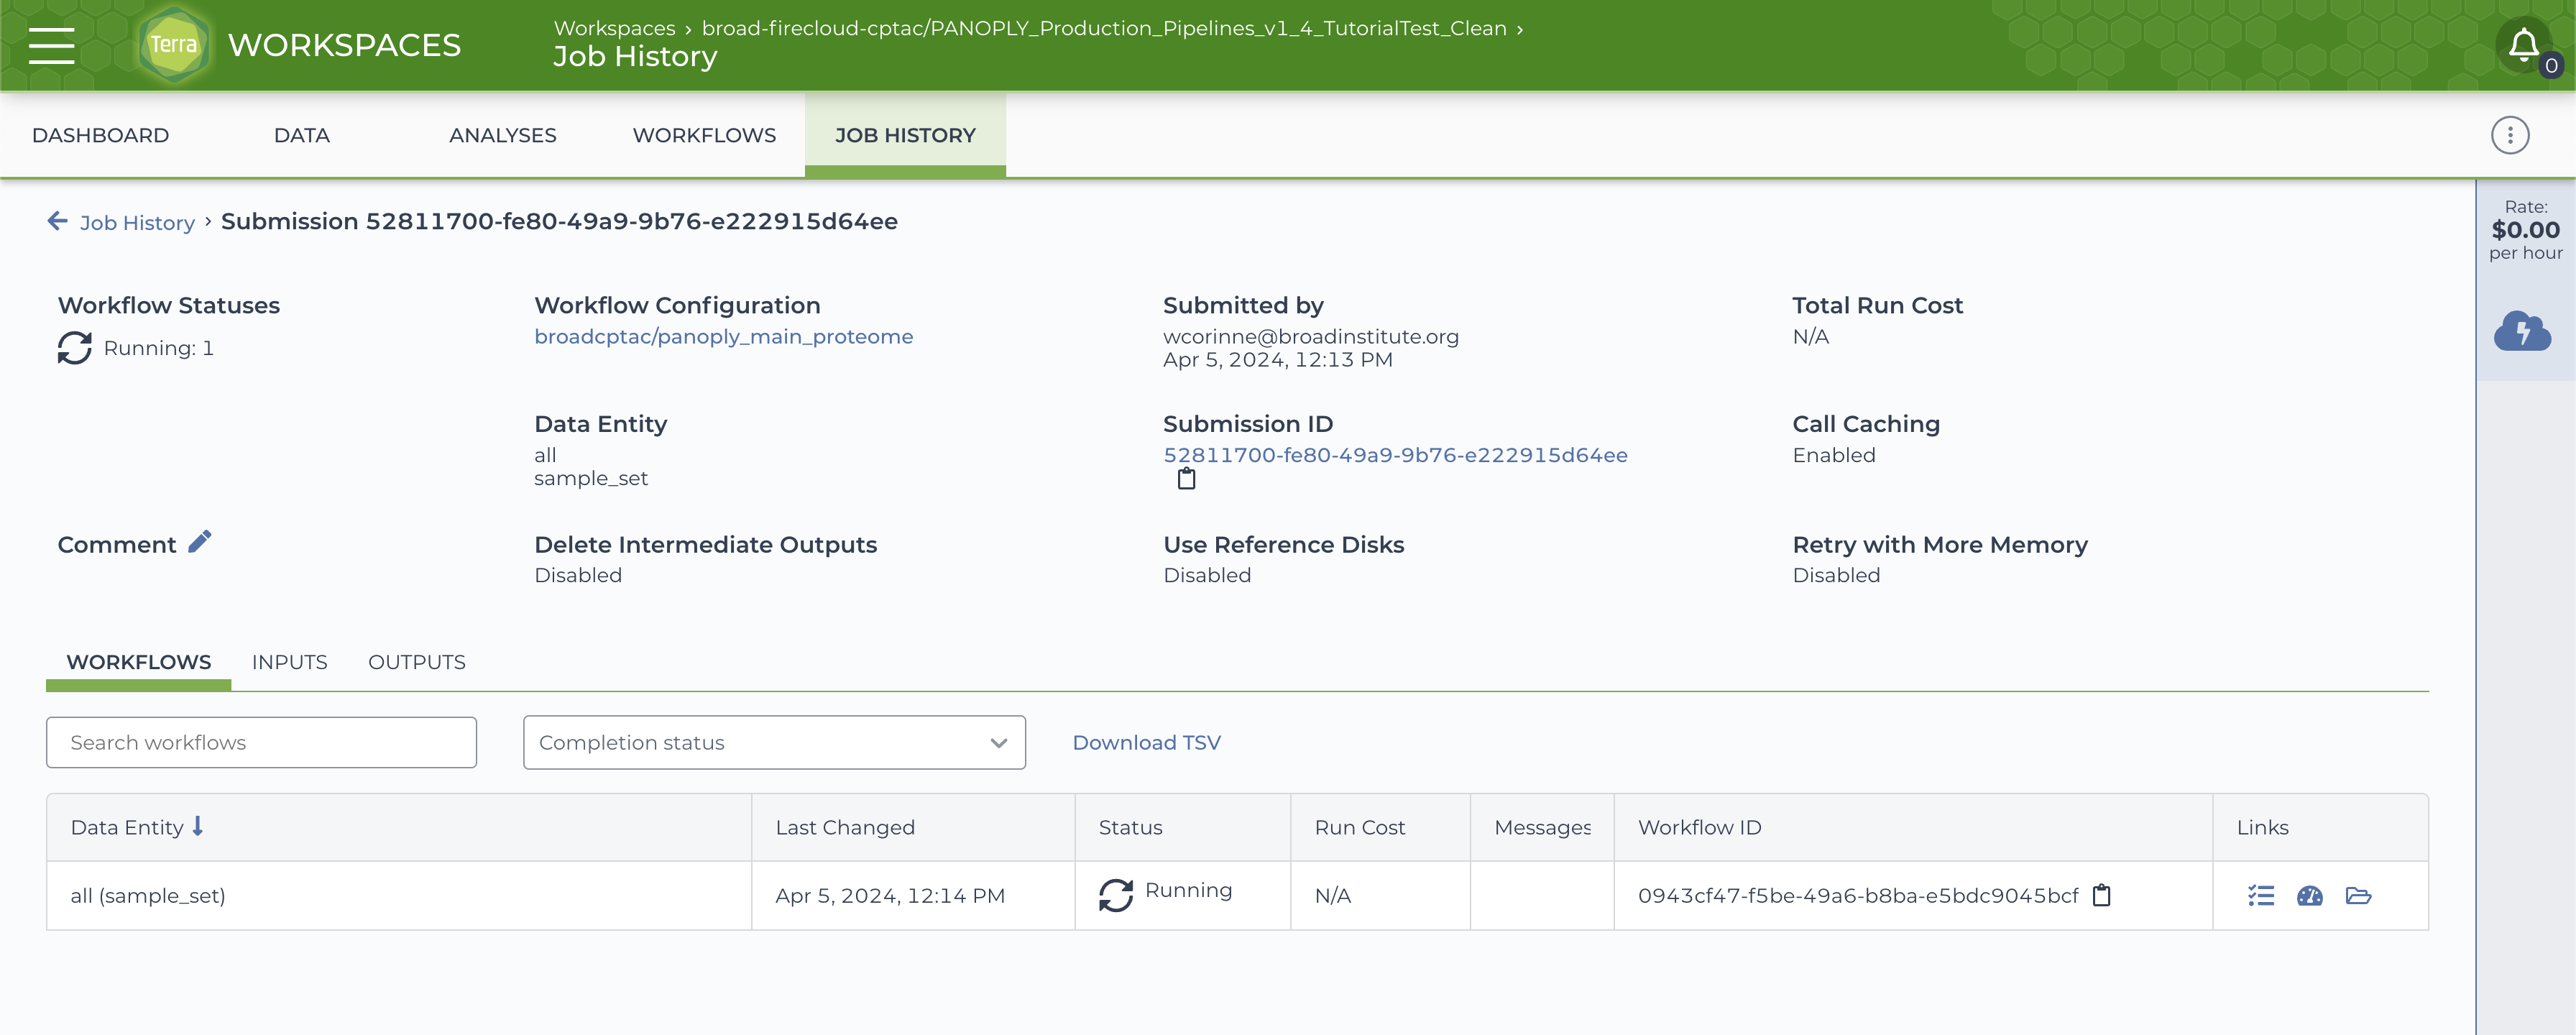 Terra
WORKSPACES
Workspaces › broad-firecloud-cptac/PANOPLY_Production_Pipelines_v1_4_TutorialTest_Clean ›
Job History
0
DASHBOARD
DATA
ANALYSES
WORKFLOWS
JOB HISTORY
Job History › Submission 52811700-fe80-49a9-9b76-e222915d64ee
Rate:
$0.00
per hour
Workflow Statuses
Running: 1
Workflow Configuration
broadcptac/panoply_main_proteome
Submitted by
wcorinne@broadinstitute.org
Apr 5, 2024, 12:13 PM
Total Run Cost
N/A
Data Entity
all
sample_set
Submission ID
52811700-fe80-49a9-9b76-e222915d64ee
Call Caching
Enabled
Comment
Delete Intermediate Outputs
Disabled
Use Reference Disks
Disabled
Retry with More Memory
Disabled
WORKFLOWS
INPUTS
OUTPUTS
Search workflows
Completion status
Download TSV
Data Entity
Last Changed
Status
Run Cost
Messages
Workflow ID
Links
all (sample_set)
Apr 5, 2024, 12:14 PM
Running
N/A
0943cf47-f5be-49a6-b8ba-e5bdc9045bcf